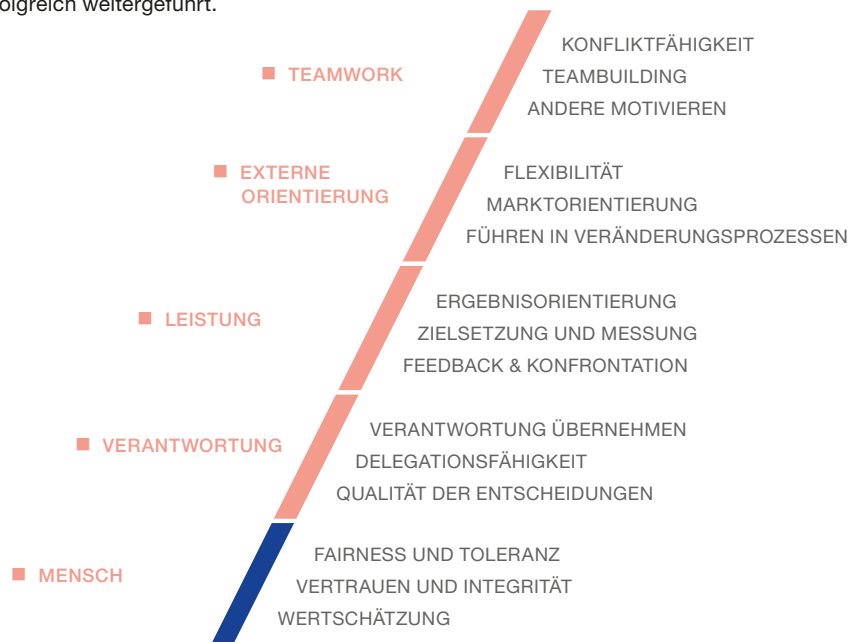 olgreich weitergeführt.
TEAMWORK
KONFLIKTFÄHIGKEIT
TEAMBUILDING
ANDERE MOTIVIEREN
EXTERNE
ORIENTIERUNG
FLEXIBILITÄT
MARKTORIENTIERUNG
FÜHREN IN VERÄNDERUNGSPROZESSEN
LEISTUNG
ERGEBNISORIENTIERUNG
ZIELSETZUNG UND MESSUNG
FEEDBACK & KONFRONTATION
VERANTWORTUNG
VERANTWORTUNG ÜBERNEHMEN
DELEGATIONSFÄHIGKEIT
QUALITÄT DER ENTSCHEIDUNGEN
MENSCH
FAIRNESS UND TOLERANZ
VERTRAUEN UND INTEGRITÄT
WERTSCHÄTZUNG